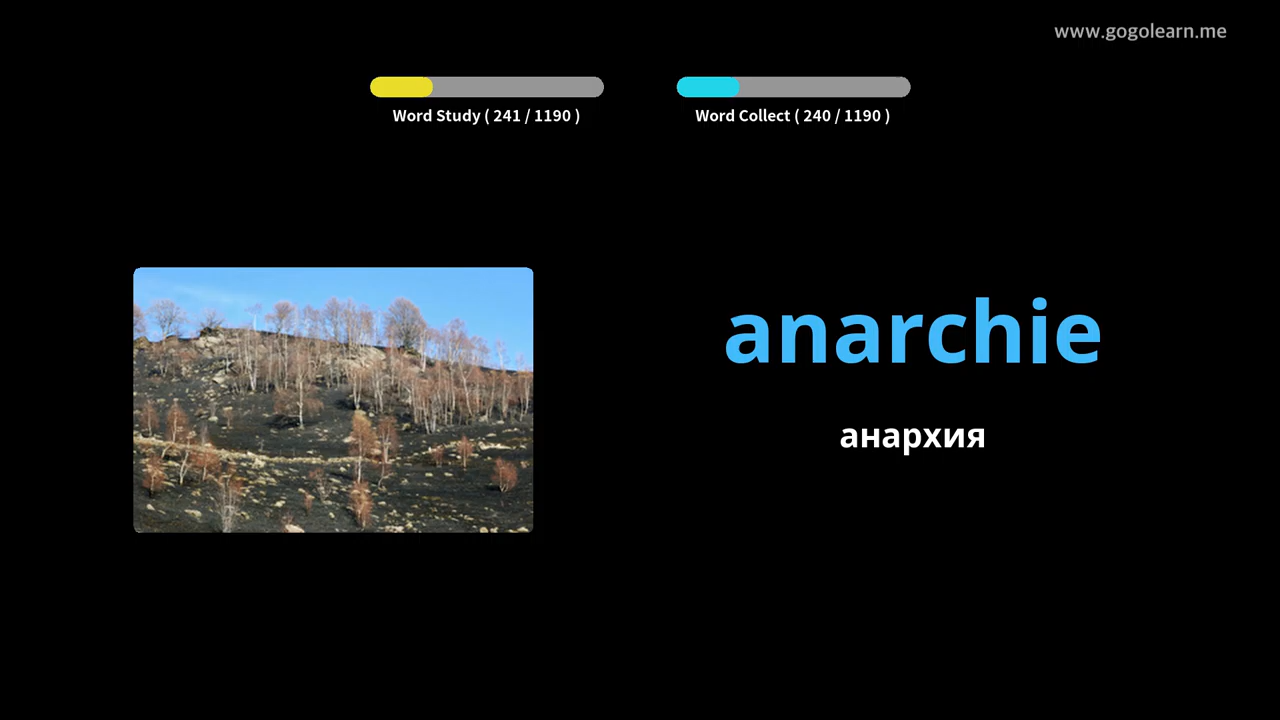 www.gogolearn.me
Word Study ( 241 / 1190 )
Word Collect ( 240 / 1190 )
anarchie
анархия